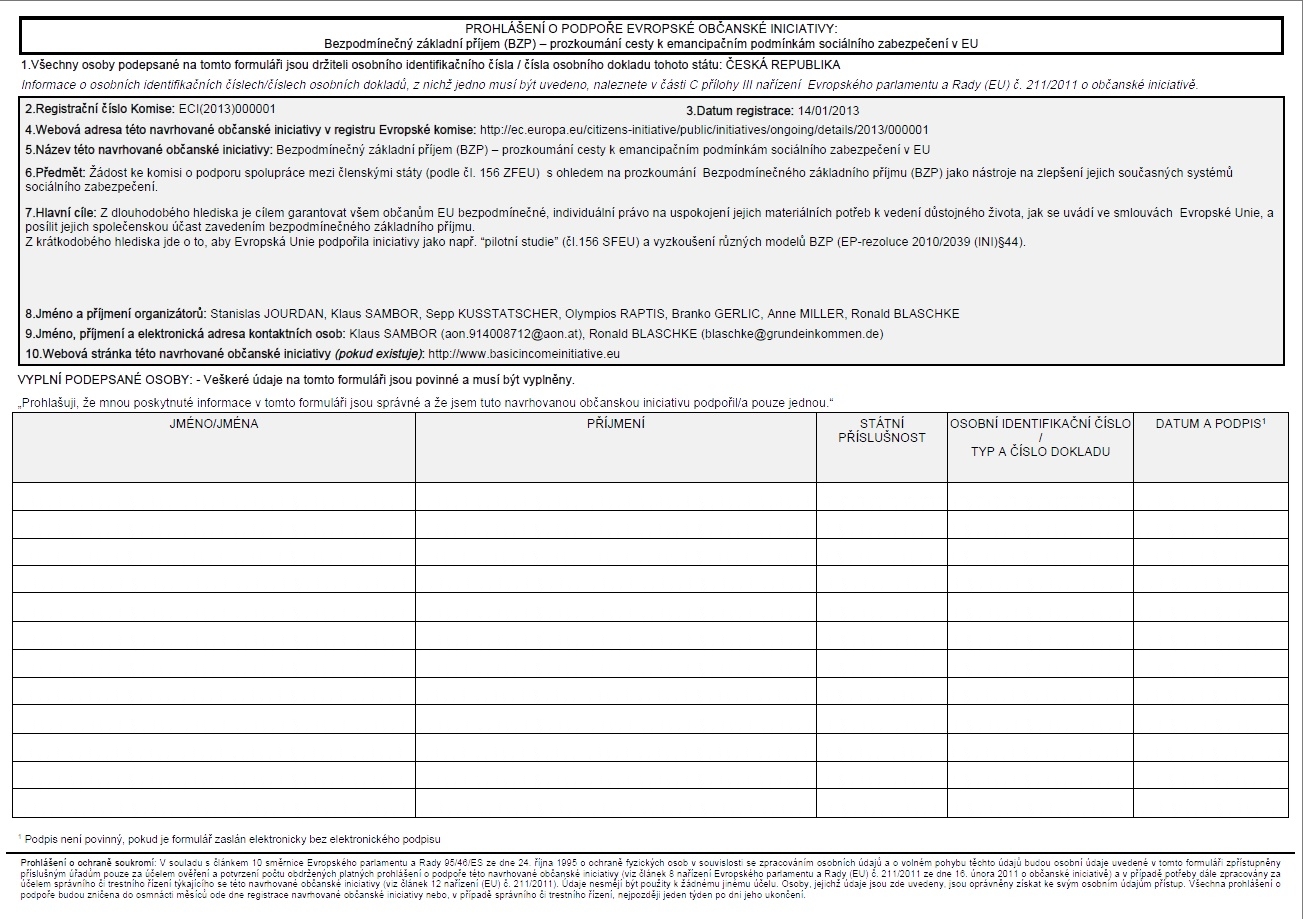 PROHLÁŠENÍ O PODPOŘE EVROPSKÉ OBČANSKÉ INICIATIVY:
Bezpodmínečný základní příjem (BZP) – prozkoumání cesty k emancipačním podmínkám sociálního zabezpečení v EU
1.Všechny osoby podepsané na tomto formuláři jsou držiteli osobního identifikačního čísla / čísla osobního dokladu tohoto státu: ČESKÁ REPUBLIKA
Informace o osobních identifikačních číslech/číslech osobních dokladů, z nichž jedno musí být uvedeno, naleznete v části C přílohy III nařízení Evropského parlamentu a Rady (EU) č. 211/2011 o občanské iniciativě.
2.Registrační číslo Komise: ECI(2013)000001 3.Datum registrace: 14/01/2013
4.Webová adresa této navrhované občanské iniciativy v registru Evropské komise: http://ec.europa.eu/citizens-initiative/public/initiatives/ongoing/details/2013/000001
5.Název této navrhované občanské iniciativy: Bezpodmínečný základní příjem (BZP) – prozkoumání cesty k emancipačním podmínkám sociálního zabezpečení v EU
6.Předmět: Žádost ke komisi o podporu spolupráce mezi členskými státy (podle čl. 156 ZFEU) s ohledem na prozkoumání Bezpodmínečného základního příjmu (BZP) jako nástroje na zlepšení jejich současných systémů
sociálního zabezpečení.
7.Hlavní cíle: Z dlouhodobého hlediska je cílem garantovat všem občanům EU bezpodmínečné, individuální právo na uspokojení jejich materiálních potřeb k vedení důstojného života, jak se uvádí ve smlouvách Evropské Unie, a
posílit jejich společenskou účast zavedením bezpodmínečného základního příjmu.
Z krátkodobého hlediska jde o to, aby Evropská Unie podpořila iniciativy jako např. “pilotní studie” (čl.156 SFEU) a vyzkoušení různých modelů BZP (EP-rezoluce 2010/2039 (INI)§44).
8.Jméno a příjmení organizátorů: Stanislas JOURDAN, Klaus SAMBOR, Sepp KUSSTATSCHER, Olympios RAPTIS, Branko GERLIC, Anne MILLER, Ronald BLASCHKE
9.Jméno, příjmení a elektronická adresa kontaktních osob: Klaus SAMBOR (aon.914008712@aon.at), Ronald BLASCHKE (blaschke@grundeinkommen.de)
10.Webová stránka této navrhované občanské iniciativy (pokud existuje): http://www.basicincomeinitiative.eu
VYPLNÍ PODEPSANÉ OSOBY: - Veškeré údaje na tomto formuláři jsou povinné a musí být vyplněny.
„Prohlašuji, že mnou poskytnuté informace v tomto formuláři jsou správné a že jsem tuto navrhovanou občanskou iniciativu podpořil/a pouze jednou.“
JMÉNO/JMÉNA PŘÍJMENÍ STÁTNÍ OSOBNÍ IDENTIFIKAČNÍ ČÍSLO DATUM A PODPIS¹
PŘÍSLUŠNOST /
TYP A ČÍSLO DOKLADU
¹ Podpis není povinný, pokud je formulář zaslán elektronicky bez elektronického podpisu
Prohlášení o ochraně soukromí: V souladu s článkem 10 směrnice Evropského parlamentu a Rady 95/46/ES ze dne 24. října 1995 o ochraně fyzických osob v souvislosti se zpracováním osobních údajů a o volném pohybu těchto údajů budou osobní údaje uvedené v tomto formuláři zpřístupněny
příslušným úřadům pouze za účelem ověření a potvrzení počtu obdržených platných prohlášení o podpoře této navrhované občanské iniciativy (viz článek 8 nařízení Evropského parlamentu a Rady (EU) č. 211/2011 ze dne 16. února 2011 o občanské iniciativě) a v případě potřeby dále zpracovány za
účelem správního či trestního řízení týkajícího se této navrhované občanské iniciativy (viz článek 12 nařízení (EU) č. 211/2011). Údaje nesmějí být použity k žádnému jinému účelu. Osoby, jejichž údaje jsou zde uvedeny, jsou oprávněny získat ke svým osobním údajům přístup. Všechna prohlášení o
podpoře budou zničena do osmnácti měsíců ode dne registrace navrhované občanské iniciativy nebo, v případě správního či trestního řízení, nejpozději jeden týden po dni jeho ukončení.